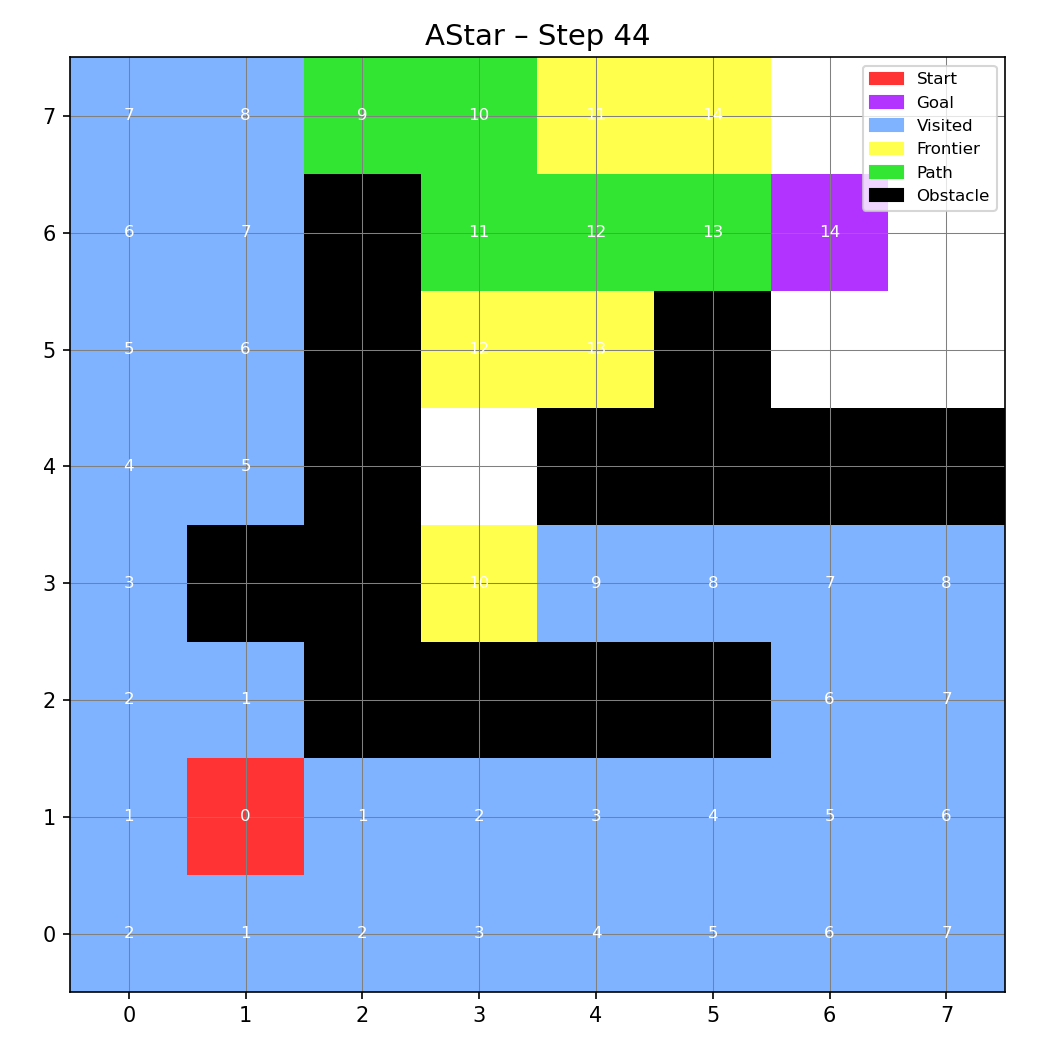 AStar – Step 44
Start
Goal
Visited
Frontier
Path
Obstacle
7 7 8 9 10 11 14
6 6 7 11 12 13 14
5 5 6 12 13
4 4 5
3 3 10 9 8 7 8
2 2 1 6 7
1 1 0 1 2 3 4 5 6
0 2 1 2 3 4 5 6 7
0 1 2 3 4 5 6 7